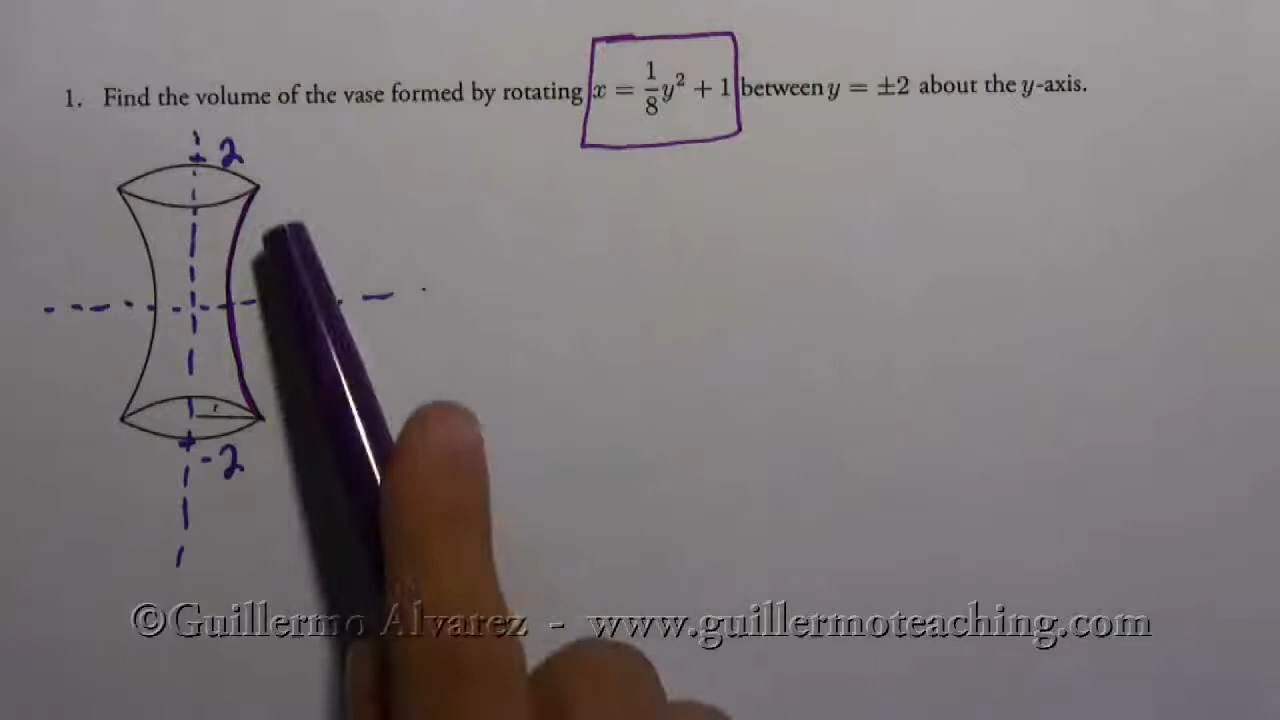 1. Find the volume of the vase formed by rotating x = 1/8 y² + 1 between y = ±2 about the y-axis.
2
r
-2
©Guillermo Alvarez - www.guillermoteaching.com